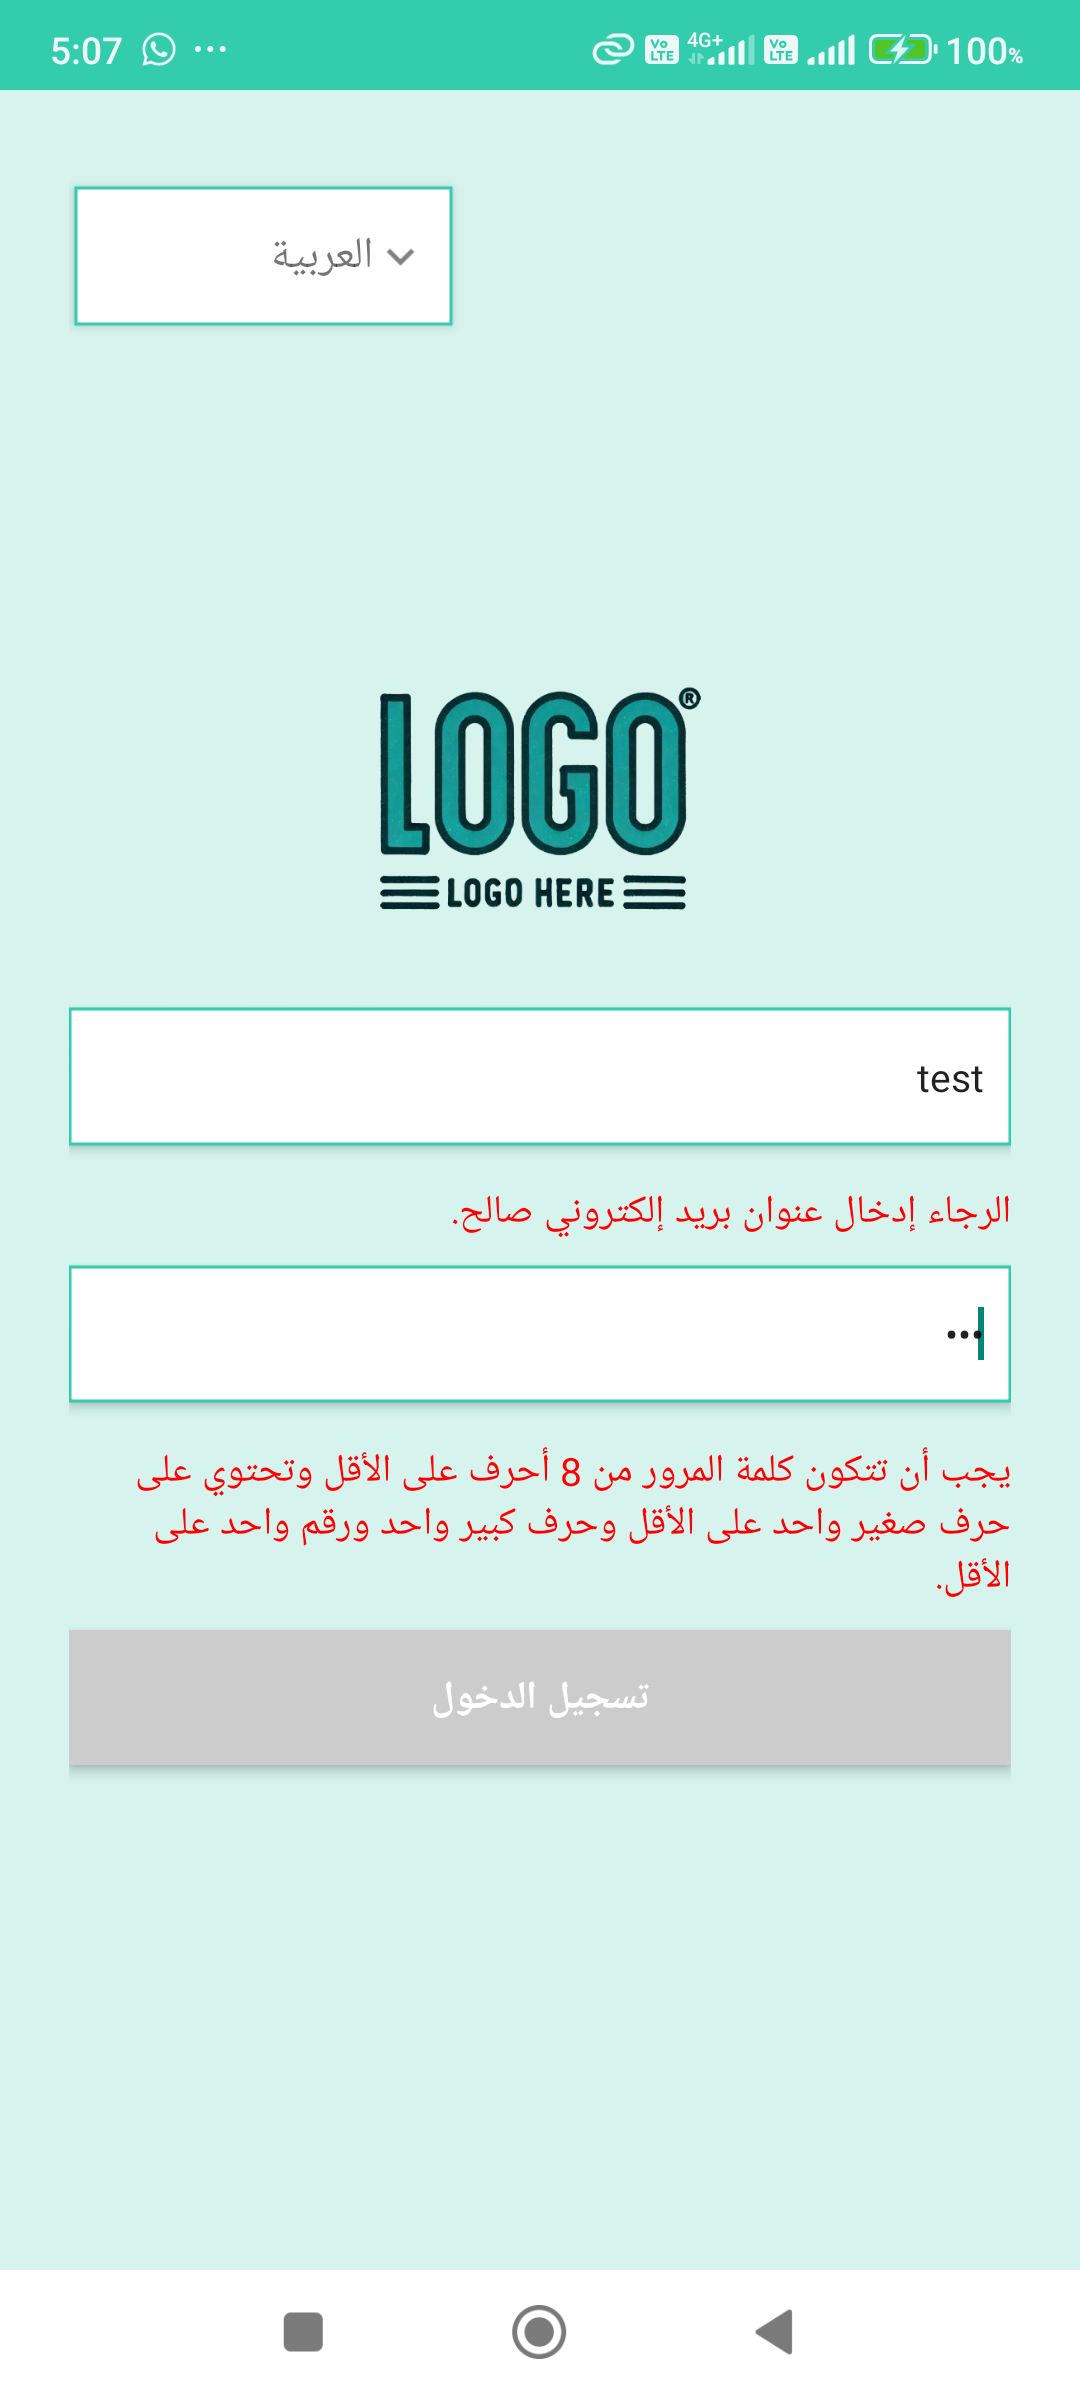 5:07 ... Vo LTE 4G+ Vo LTE 100%
العربية
LOGO®
LOGO HERE
test
الرجاء إدخال عنوان بريد إلكتروني صالح.
•••
يجب أن تتكون كلمة المرور من 8 أحرف على الأقل وتحتوي على
حرف صغير واحد على الأقل وحرف كبير واحد ورقم واحد على
الأقل.
تسجيل الدخول